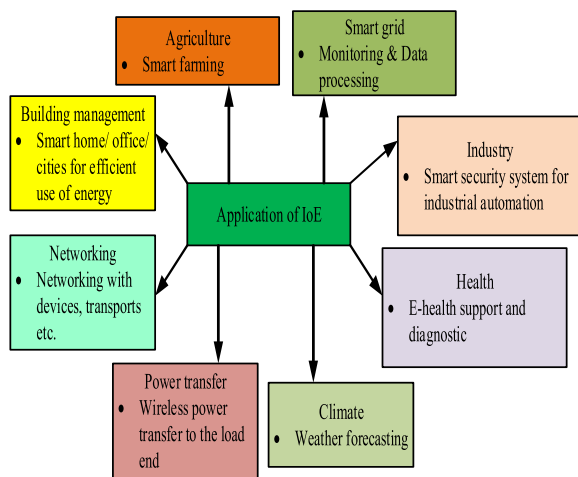 Agriculture
• Smart farming
Smart grid
• Monitoring & Data
processing
Building management
• Smart home/ office/
cities for efficient
use of energy
Industry
• Smart security system for
industrial automation
Application of IoE
Networking
• Networking with
devices, transports
etc.
Health
• E-health support and
diagnostic
Power transfer
• Wireless power
transfer to the load
end
Climate
• Weather forecasting